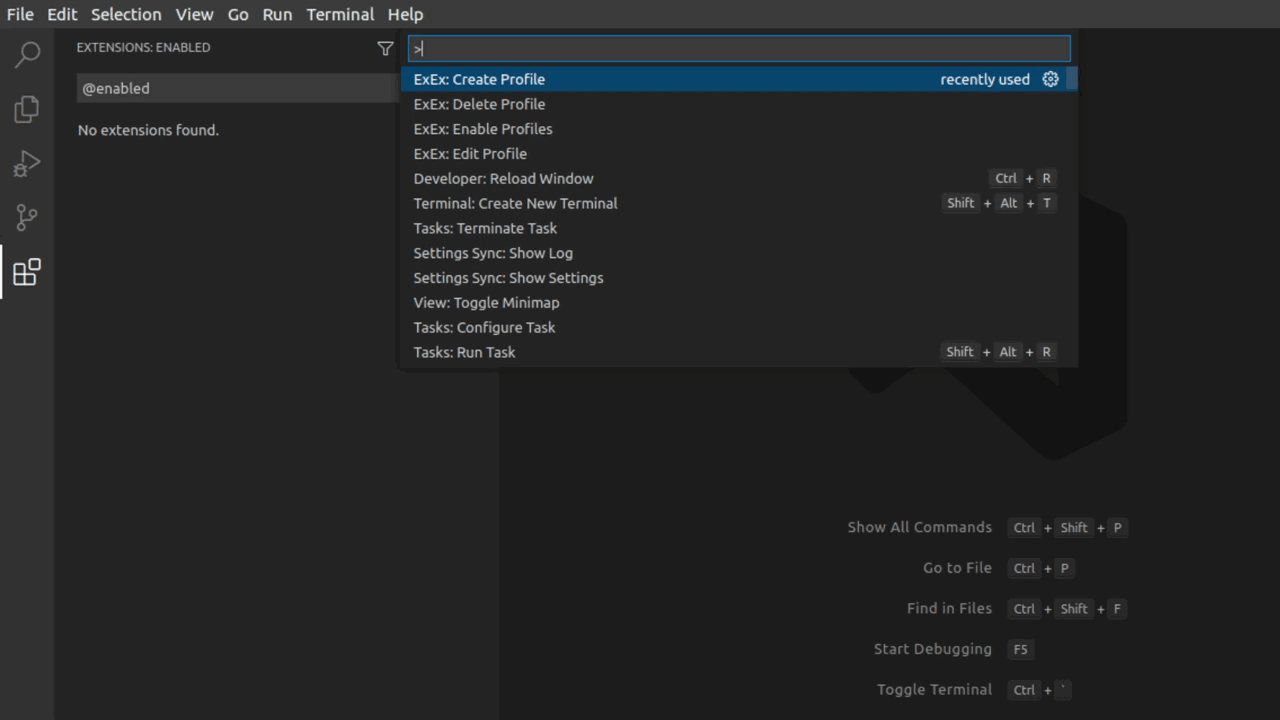 File Edit Selection View Go Run Terminal Help
EXTENSIONS: ENABLED
@enabled
No extensions found.
>
ExEx: Create Profile recently used
ExEx: Delete Profile
ExEx: Enable Profiles
ExEx: Edit Profile
Developer: Reload Window Ctrl + R
Terminal: Create New Terminal Shift + Alt + T
Tasks: Terminate Task
Settings Sync: Show Log
Settings Sync: Show Settings
View: Toggle Minimap
Tasks: Configure Task
Tasks: Run Task Shift + Alt + R
Show All Commands Ctrl + Shift + P
Go to File Ctrl + P
Find in Files Ctrl + Shift + F
Start Debugging F5
Toggle Terminal Ctrl + `